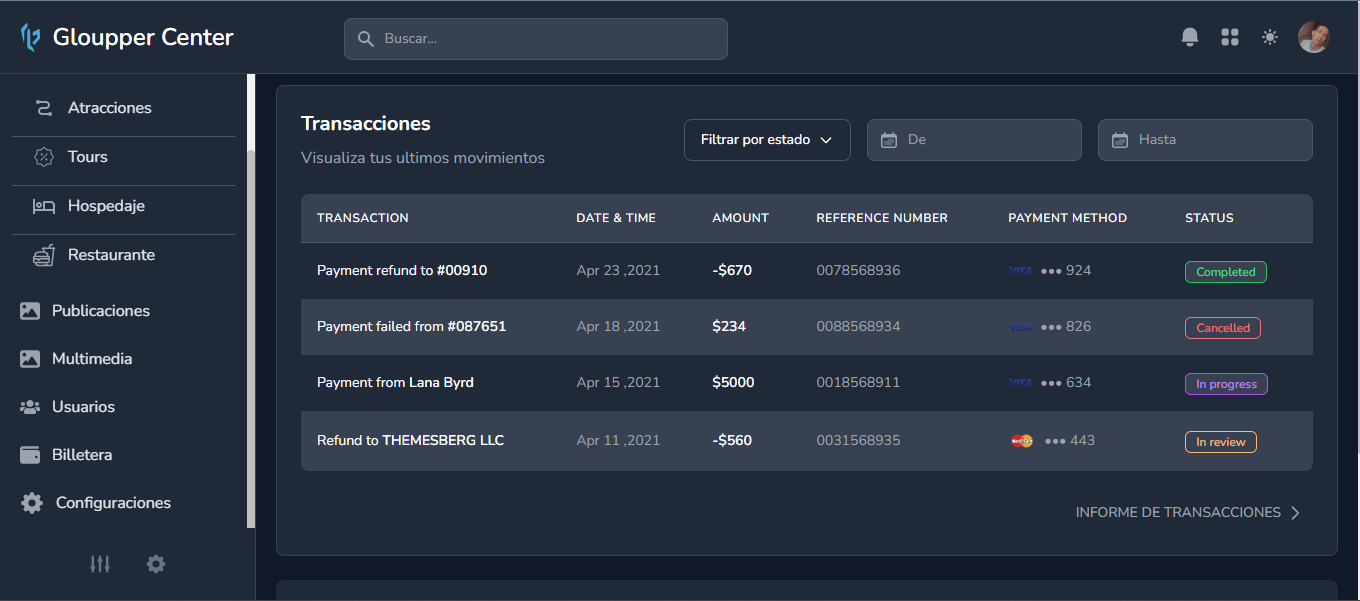 Gloupper Center
Buscar...
Atracciones
Tours
Hospedaje
Restaurante
Publicaciones
Multimedia
Usuarios
Billetera
Configuraciones
Transacciones
Visualiza tus ultimos movimientos
Filtrar por estado
De
Hasta
TRANSACTION DATE & TIME AMOUNT REFERENCE NUMBER PAYMENT METHOD STATUS
Payment refund to #00910 Apr 23 ,2021 -$670 0078568936 VISA ••• 924 Completed
Payment failed from #087651 Apr 18 ,2021 $234 0088568934 VISA ••• 826 Cancelled
Payment from Lana Byrd Apr 15 ,2021 $5000 0018568911 VISA ••• 634 In progress
Refund to THEMESBERG LLC Apr 11 ,2021 -$560 0031568935 ••• 443 In review
INFORME DE TRANSACCIONES